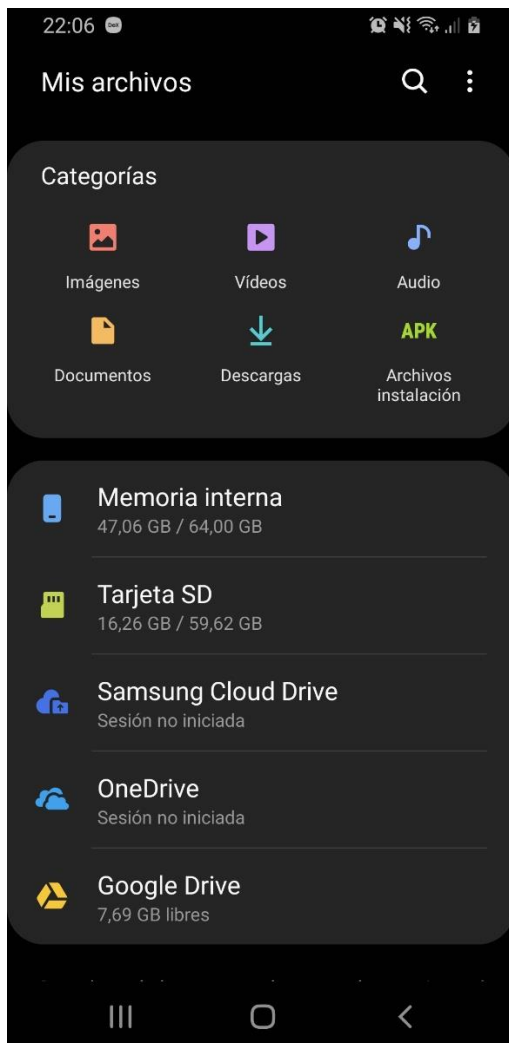 22:06
Mis archivos
Categorías
Imágenes
Vídeos
Audio
Documentos
Descargas
APK
Archivos
instalación
Memoria interna
47,06 GB / 64,00 GB
Tarjeta SD
16,26 GB / 59,62 GB
Samsung Cloud Drive
Sesión no iniciada
OneDrive
Sesión no iniciada
Google Drive
7,69 GB libres